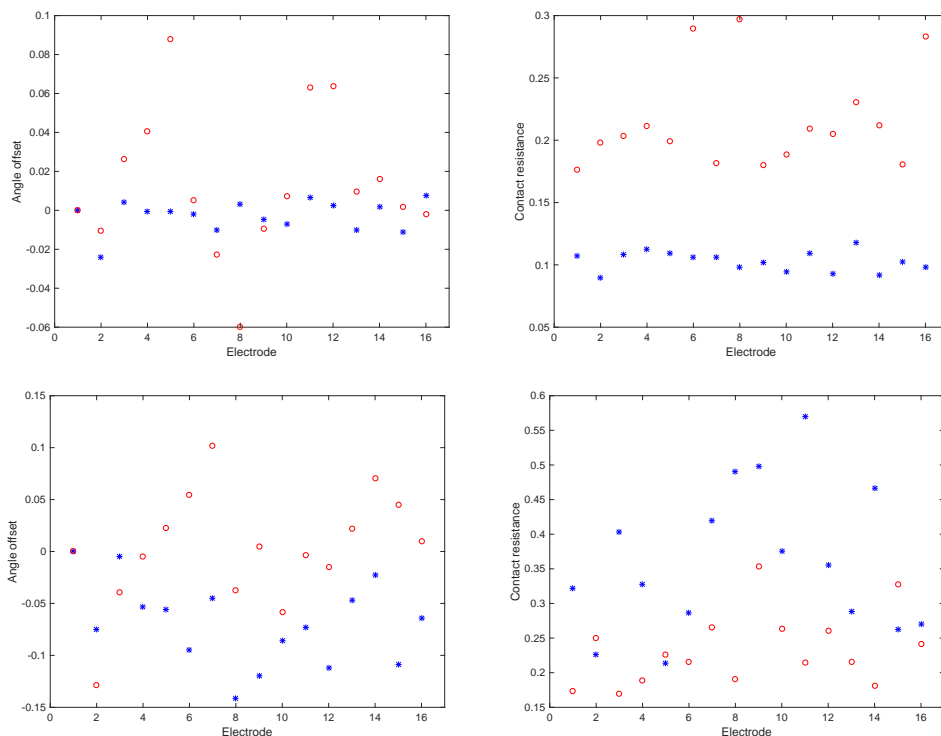 0.1
0.08
0.06
0.04
0.02
0
-0.02
-0.04
-0.06
0 2 4 6 8 10 12 14 16
Electrode
Angle offset
0.3
0.25
0.2
0.15
0.1
0.05
0 2 4 6 8 10 12 14 16
Electrode
Contact resistance
0.15
0.1
0.05
0
-0.05
-0.1
-0.15
0 2 4 6 8 10 12 14 16
Electrode
Angle offset
0.6
0.55
0.5
0.45
0.4
0.35
0.3
0.25
0.2
0.15
0 2 4 6 8 10 12 14 16
Electrode
Contact resistance